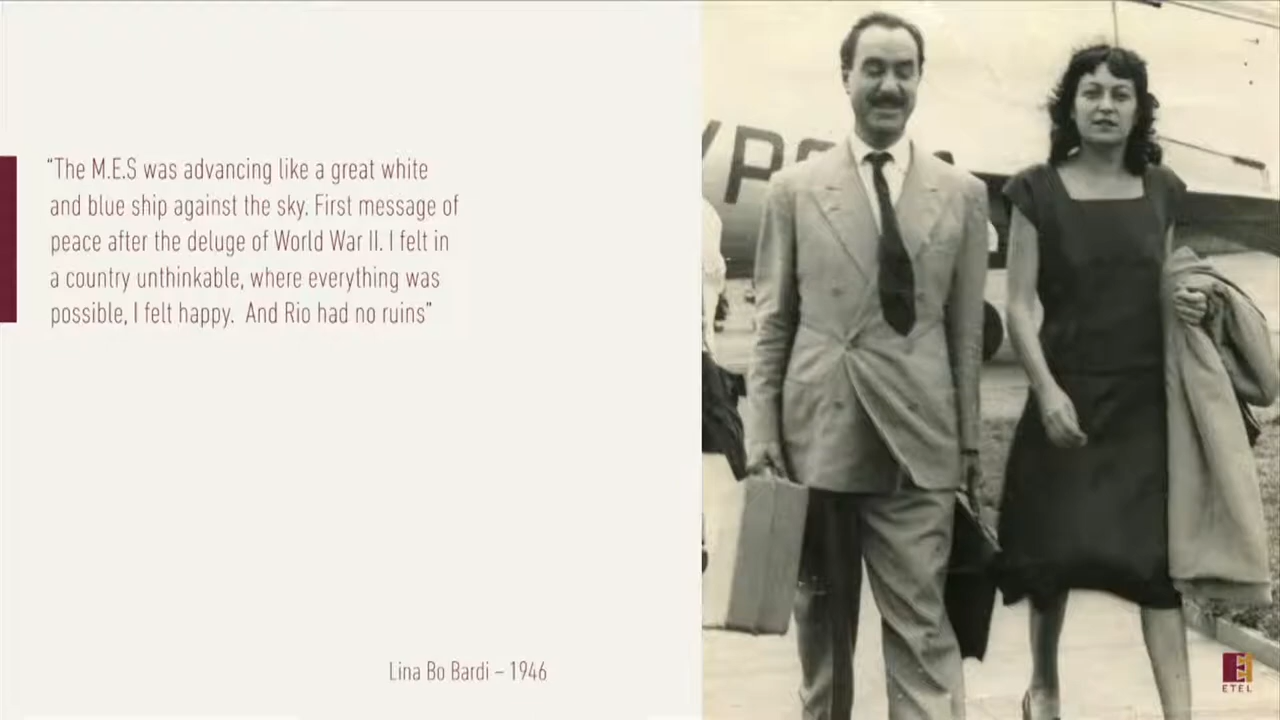 “The M.E.S was advancing like a great white
and blue ship against the sky. First message of
peace after the deluge of World War II. I felt in
a country unthinkable, where everything was
possible, I felt happy.  And Rio had no ruins”
Lina Bo Bardi – 1946
ETEL